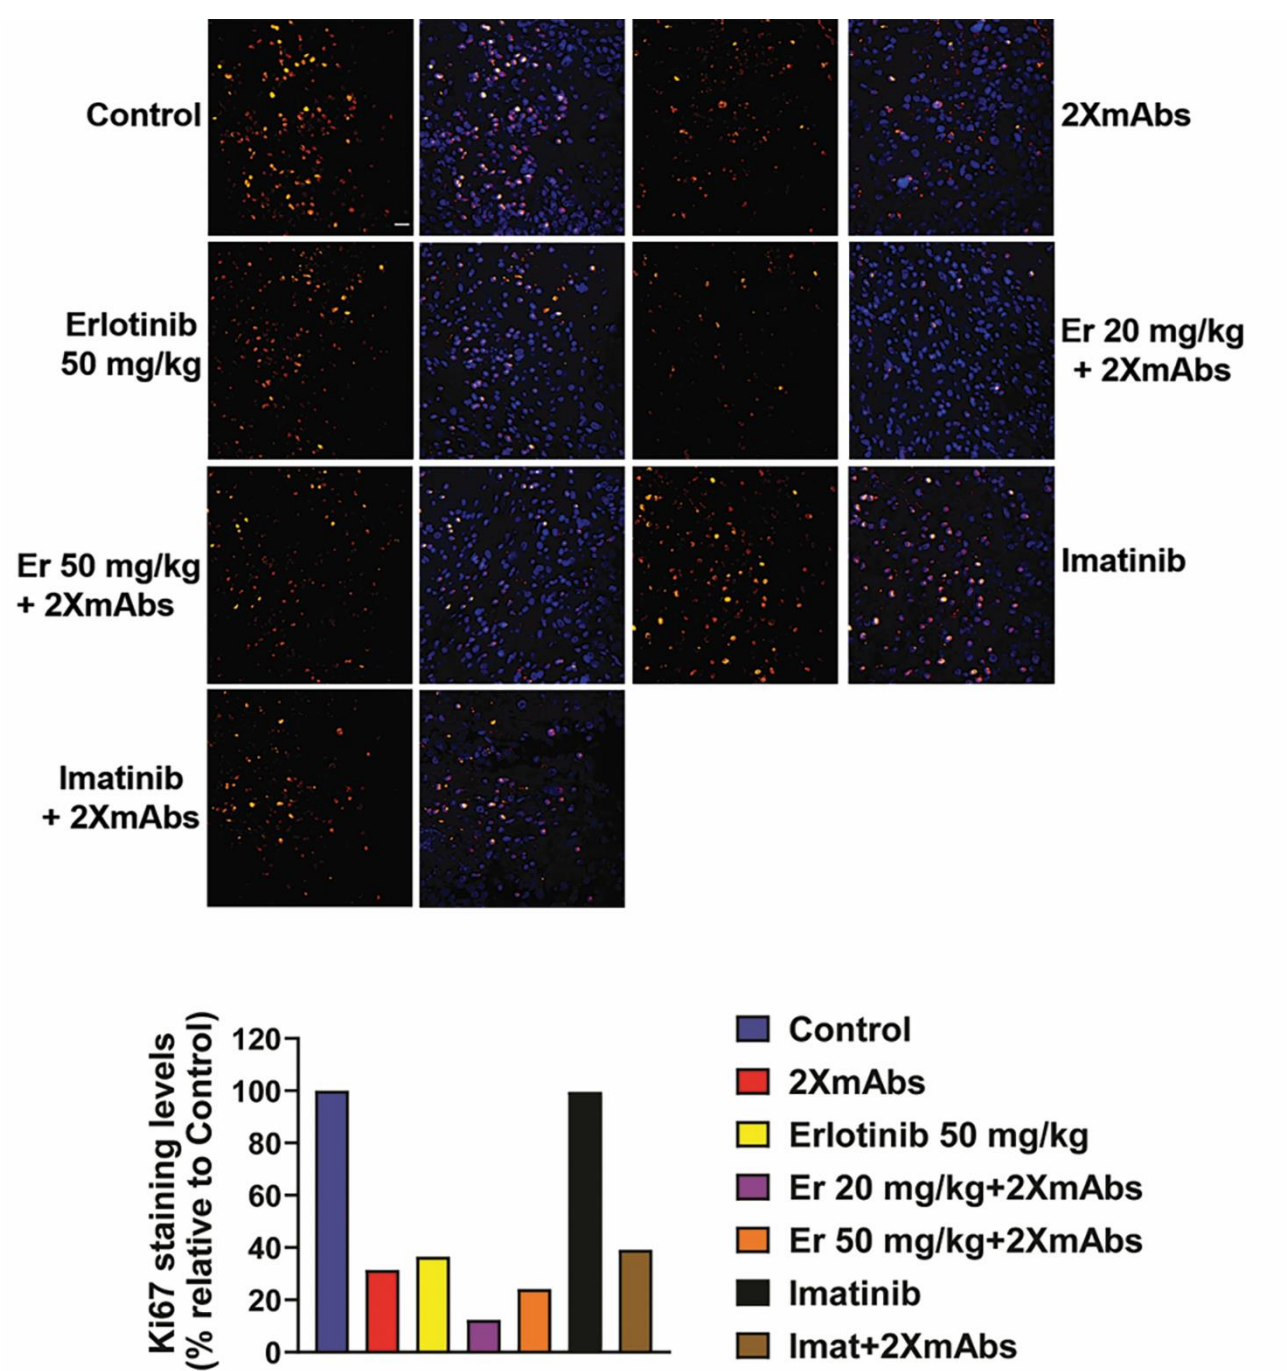 Control
2XmAbs
Erlotinib
50 mg/kg
Er 20 mg/kg
+ 2XmAbs
Er 50 mg/kg
+ 2XmAbs
Imatinib
Imatinib
+ 2XmAbs
Ki67 staining levels
(% relative to Control)
120
100
80
60
40
20
0
Control
2XmAbs
Erlotinib 50 mg/kg
Er 20 mg/kg+2XmAbs
Er 50 mg/kg+2XmAbs
Imatinib
Imat+2XmAbs